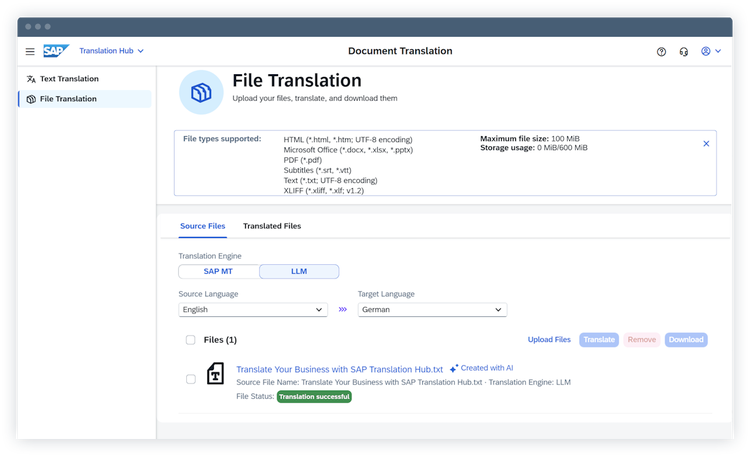 SAP Translation Hub
Document Translation
Text Translation
File Translation
File Translation
Upload your files, translate, and download them
File types supported:
HTML (*.html, *.htm; UTF-8 encoding)
Microsoft Office (*.docx, *.xlsx, *.pptx)
PDF (*.pdf)
Subtitles (*.srt, *.vtt)
Text (*.txt; UTF-8 encoding)
XLIFF (*.xliff, *.xlf; v1.2)
Maximum file size: 100 MiB
Storage usage: 0 MiB/600 MiB
Source Files Translated Files
Translation Engine
SAP MT LLM
Source Language Target Language
English German
Files (1) Upload Files Translate Remove Download
Translate Your Business with SAP Translation Hub.txt Created with AI
Source File Name: Translate Your Business with SAP Translation Hub.txt · Translation Engine: LLM
File Status: Translation successful